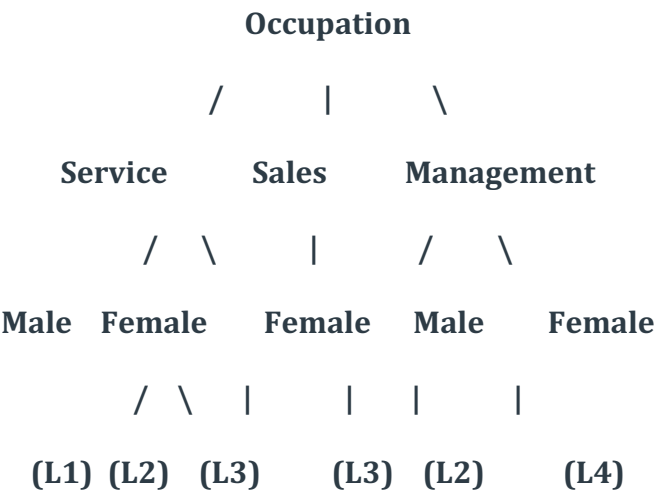 Occupation
/ | \
Service Sales Management
/ \ | / \
Male Female Female Male Female
/ \ | | | |
(L1) (L2) (L3) (L3) (L2) (L4)